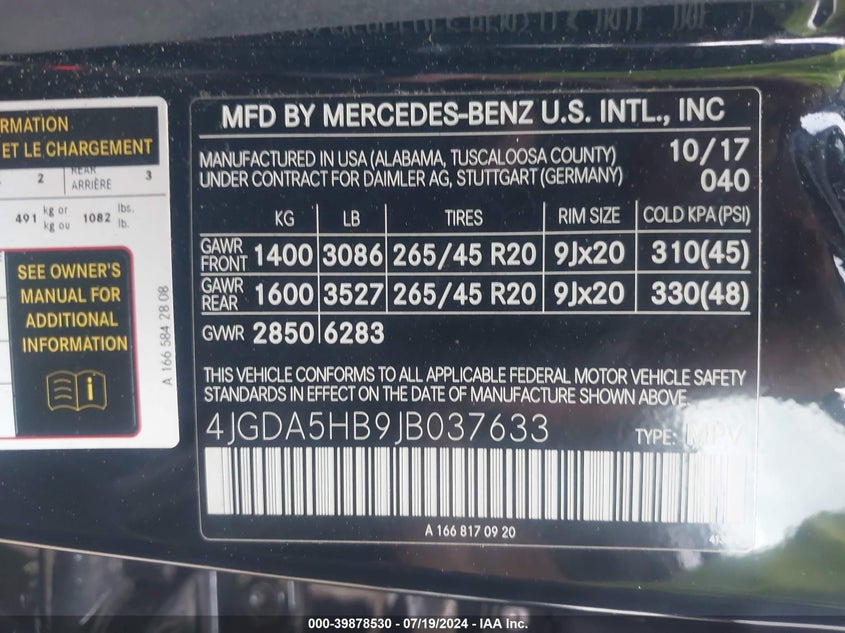 RMATION
ET LE CHARGEMENT
2 REAR ARRIÈRE 3
491 kg or kg ou 1082 lbs. lb.
SEE OWNER'S
MANUAL FOR
ADDITIONAL
INFORMATION
A 166 584 28 08
MFD BY MERCEDES-BENZ U.S. INTL., INC
MANUFACTURED IN USA (ALABAMA, TUSCALOOSA COUNTY) 10/17
UNDER CONTRACT FOR DAIMLER AG, STUTTGART (GERMANY) 040
KG LB TIRES RIM SIZE COLD KPA(PSI)
GAWR FRONT 1400 3086 265/45 R20 9Jx20 310(45)
GAWR REAR 1600 3527 265/45 R20 9Jx20 330(48)
GVWR 2850 6283
THIS VEHICLE CONFORMS TO ALL APPLICABLE FEDERAL MOTOR VEHICLE SAFETY
STANDARDS IN EFFECT ON THE DATE OF MANUFACTURE SHOWN ABOVE.
4JGDA5HB9JB037633 TYPE: MPV
A 166 817 09 20
000-39878530 - 07/19/2024 - IAA Inc.